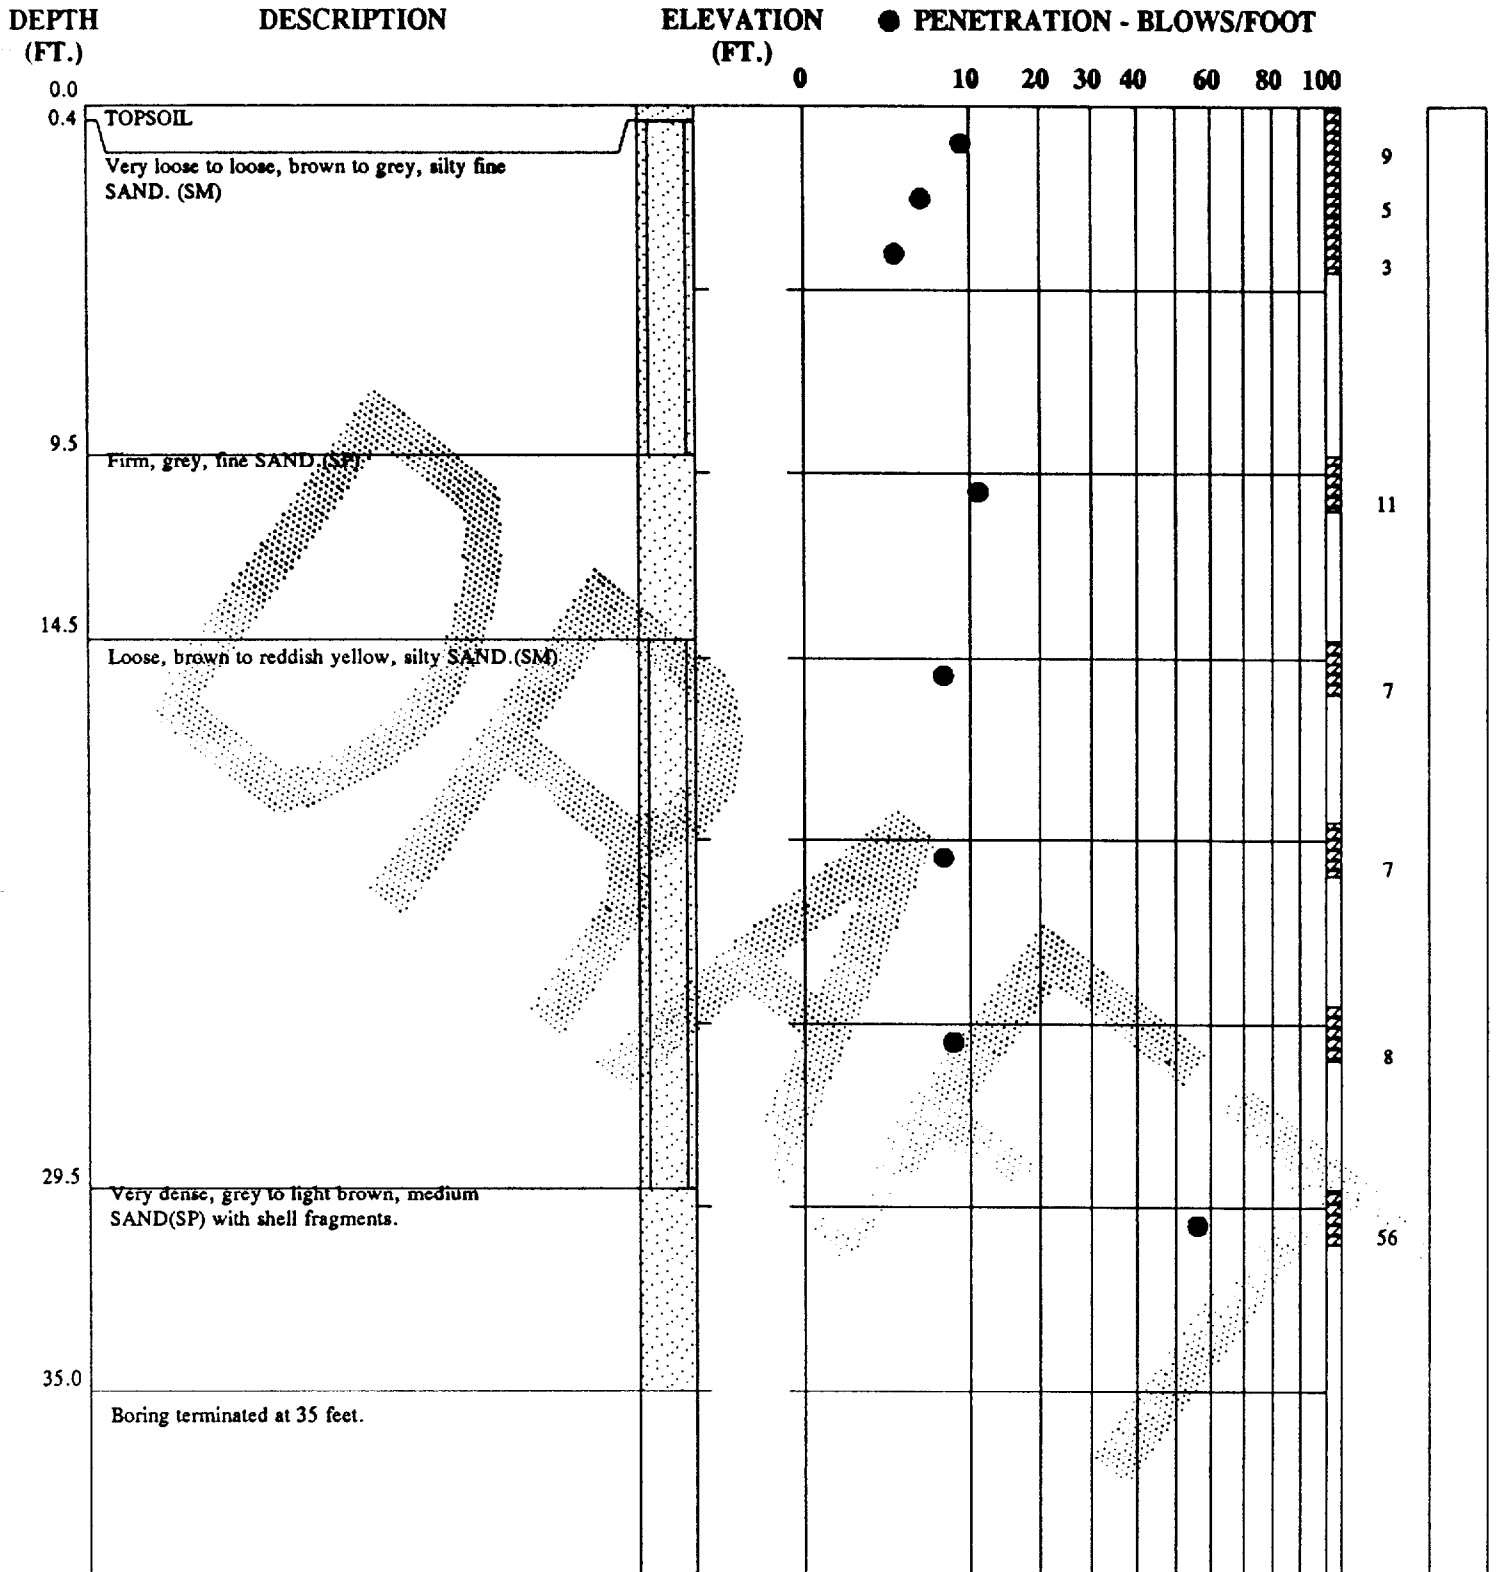 DEPTH DESCRIPTION ELEVATION ● PENETRATION - BLOWS/FOOT
(FT.) (FT.)
0 10 20 30 40 60 80 100
0.0
0.4 TOPSOIL
Very loose to loose, brown to grey, silty fine
SAND. (SM)
9
5
3
9.5
Firm, grey, fine SAND.(SP)
11
14.5
Loose, brown to reddish yellow, silty SAND.(SM)
7
7
8
29.5
Very dense, grey to light brown, medium
SAND(SP) with shell fragments.
56
35.0
Boring terminated at 35 feet.
DRAFT